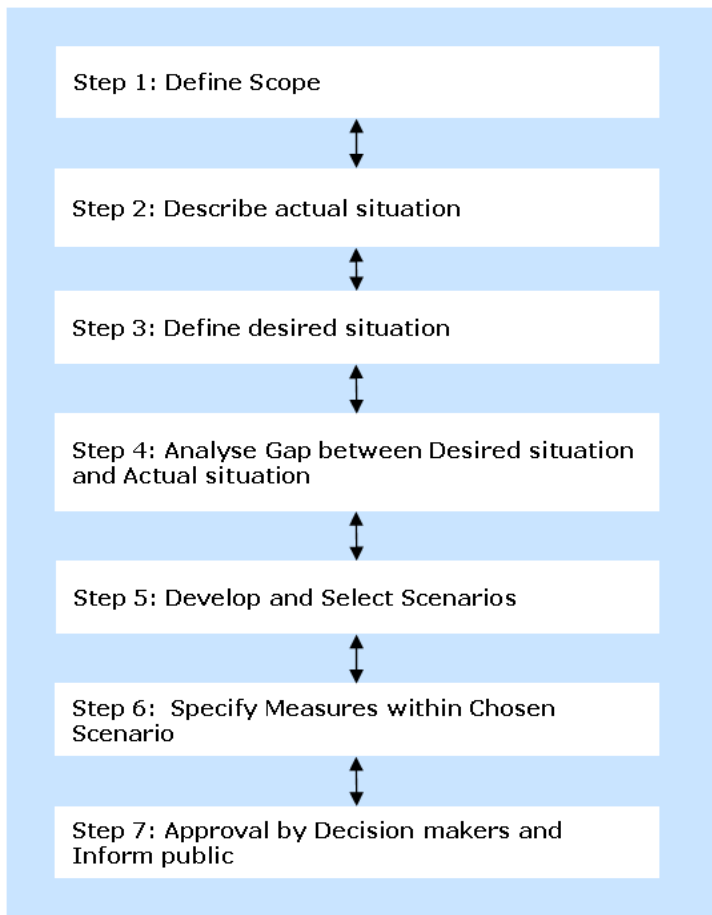 Step 1: Define Scope
Step 2: Describe actual situation
Step 3: Define desired situation
Step 4: Analyse Gap between Desired situation
and Actual situation
Step 5: Develop and Select Scenarios
Step 6:  Specify Measures within Chosen
Scenario
Step 7: Approval by Decision makers and
Inform public